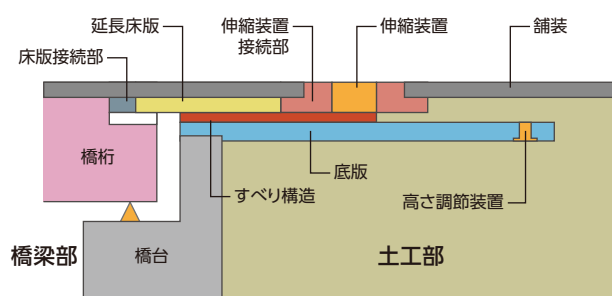 延長床版
伸縮装置
接続部
伸縮装置
舗装
床版接続部
橋桁
底版
すべり構造
高さ調節装置
橋梁部
橋台
土工部